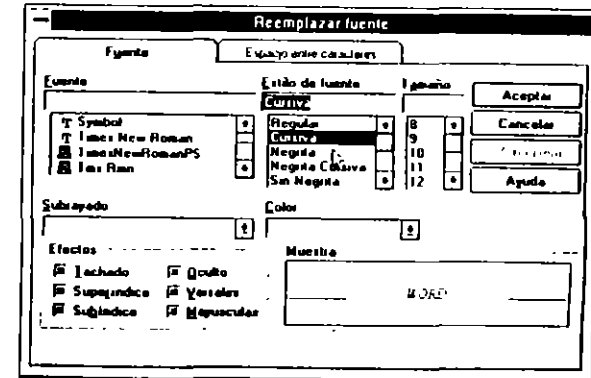 Reemplazar fuente
Fuente
Espacio entre caracteres
Fuente
Estilo de fuente
Tamaño
Cursiva
Aceptar
Symbol
Times New Roman
TimesNewRomanPS
Tms Rmn
Regular
Cursiva
Negrita
Negrita Cursiva
Sin Negrita
8
9
10
11
12
Cancelar
Ayuda
Subrayado
Color
Efectos
Tachado
Oculto
Superíndice
Versales
Subíndice
Mayúsculas
Muestra
WORD